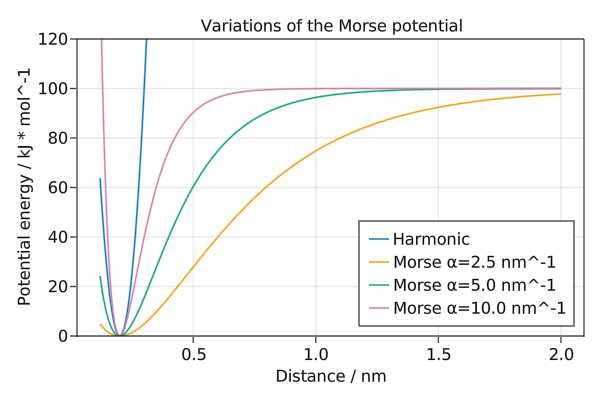 Variations of the Morse potential
Potential energy / kJ * mol^-1
120
100
80
60
40
20
0
0.5
1.0
1.5
2.0
Distance / nm
Harmonic
Morse α=2.5 nm^-1
Morse α=5.0 nm^-1
Morse α=10.0 nm^-1